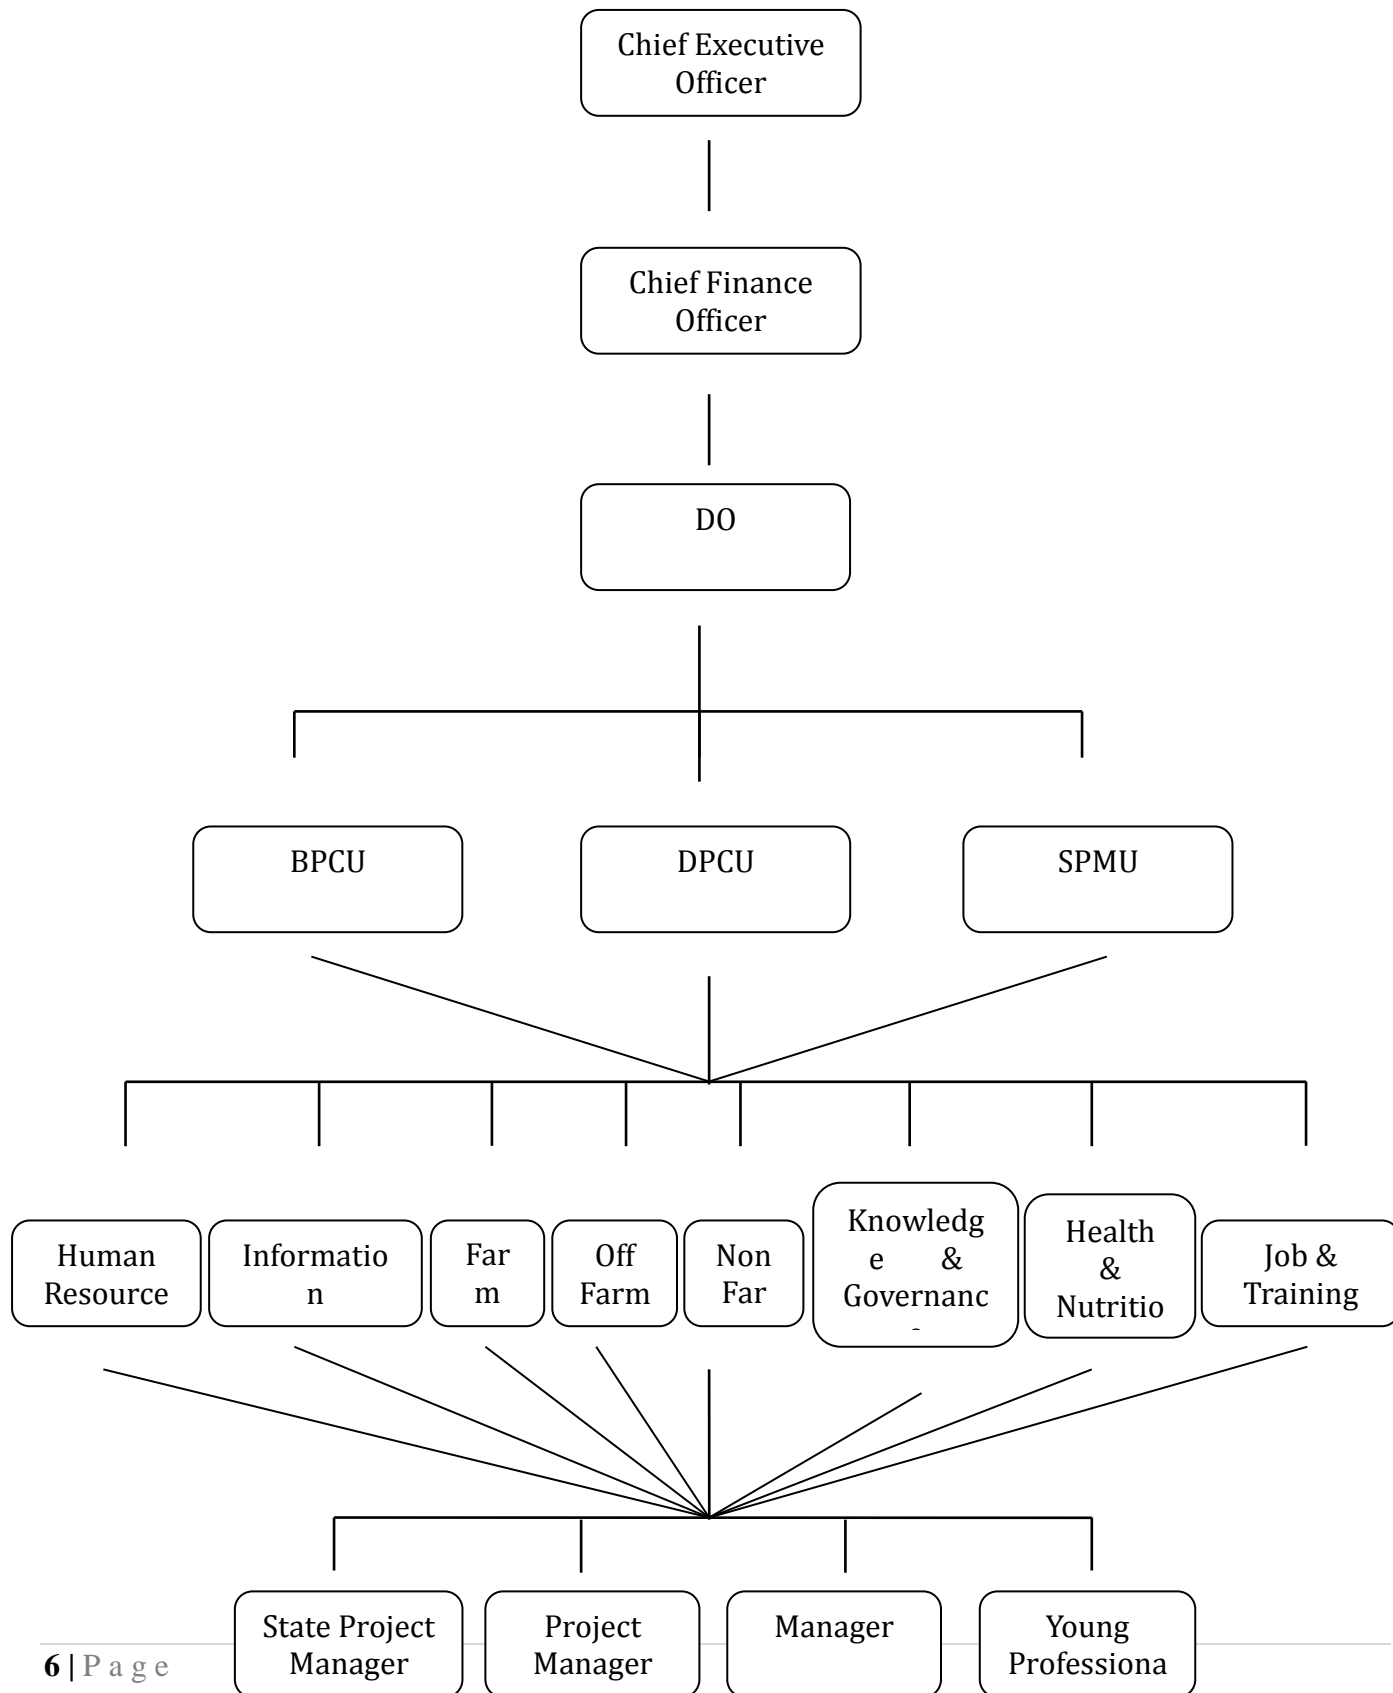 Chief Executive
Officer
Chief Finance
Officer
DO
BPCU
DPCU
SPMU
Human
Resource
Informatio
n
Far
m
Off
Farm
Non
Far
Knowledg
e &
Governanc
Health
&
Nutritio
Job &
Training
State Project
Manager
Project
Manager
Manager
Young
Professiona
6 | P a g e